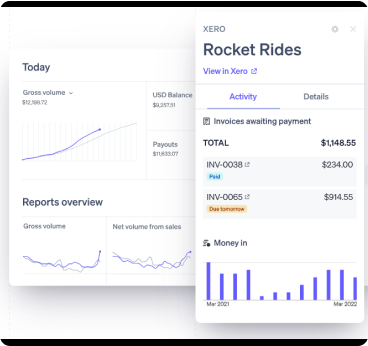 Today
Gross volume
$12,198.72
USD Balance
$9,257.51
Payouts
$11,633.07
Reports overview
Gross volume
Net volume from sales
XERO
Rocket Rides
View in Xero
Activity
Details
Invoices awaiting payment
TOTAL $1,148.55
INV-0038 $234.00
Paid
INV-0065 $914.55
Due tomorrow
Money in
Mar 2021
Mar 2022